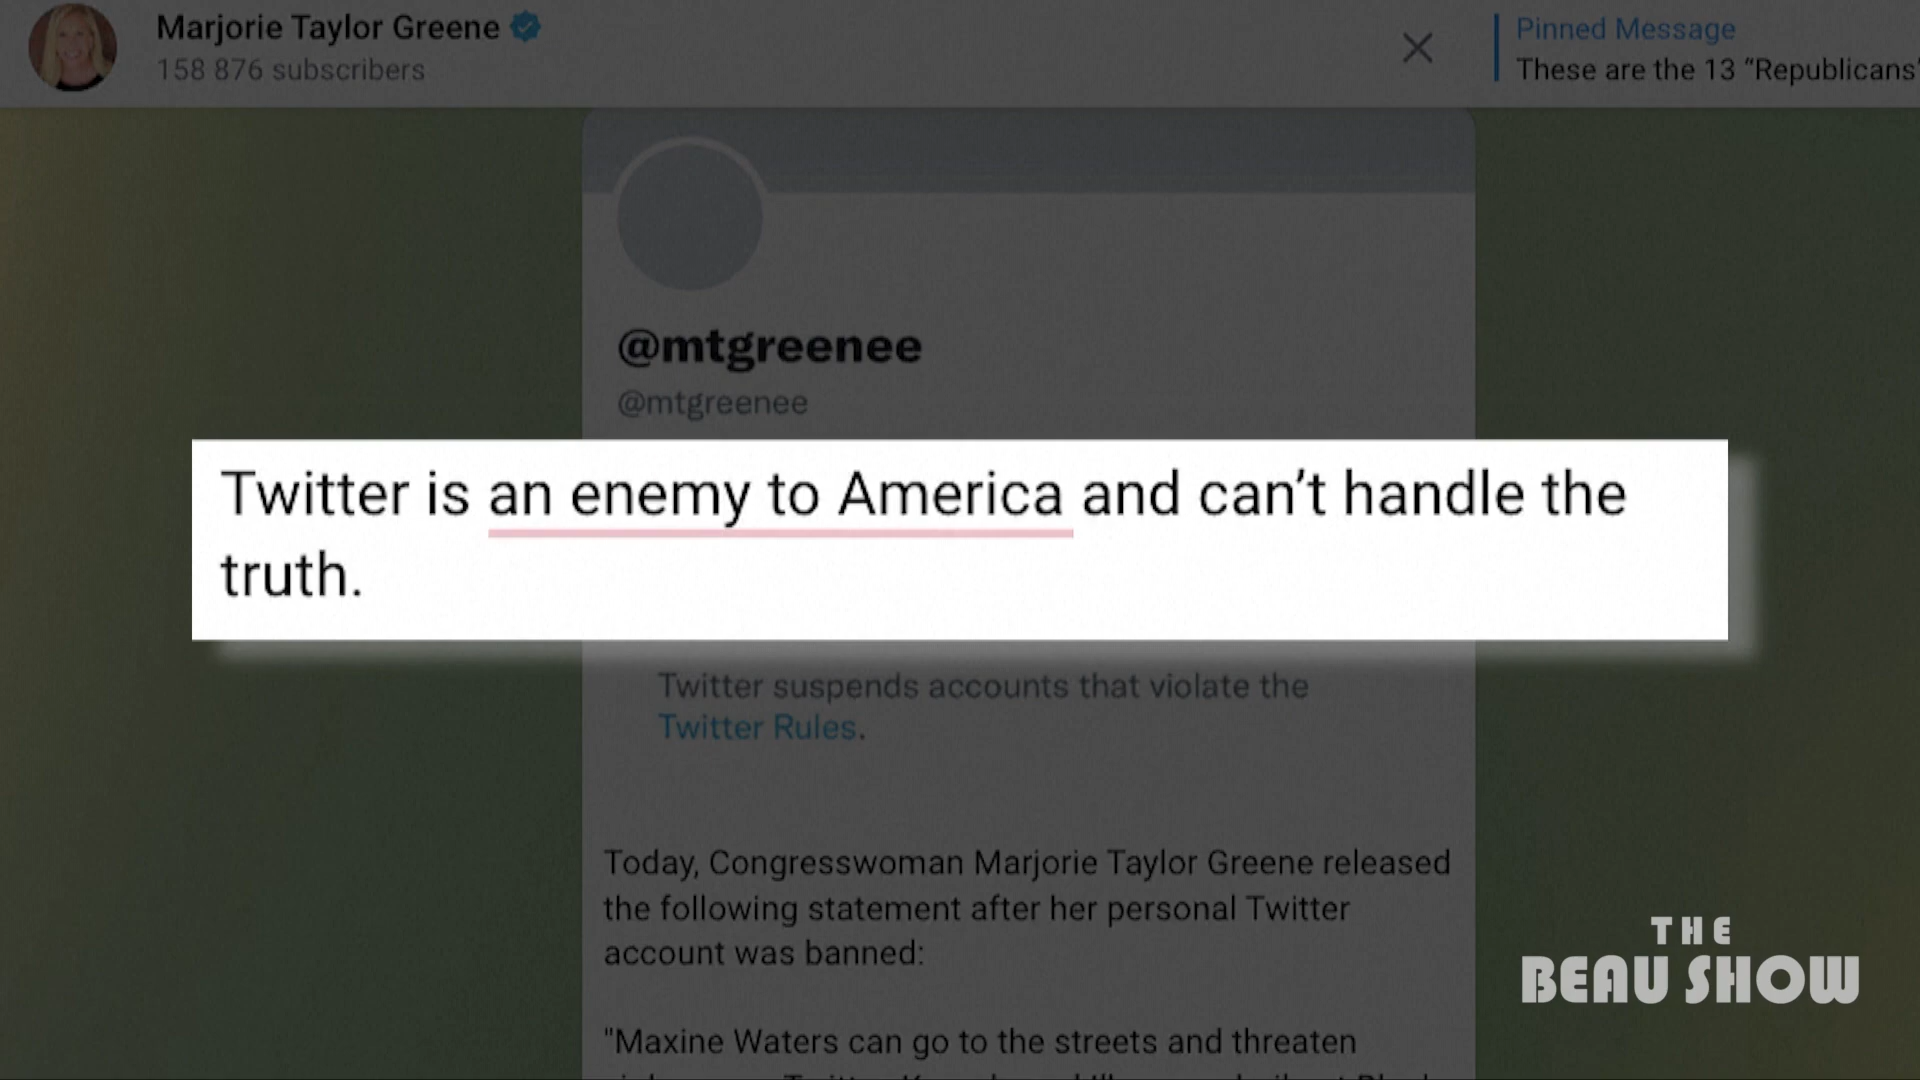 Marjorie Taylor Greene
158 876 subscribers
Pinned Message
These are the 13 “Republicans”
@mtgreenee
@mtgreenee
Twitter is an enemy to America and can’t handle the
truth.
Twitter suspends accounts that violate the
Twitter Rules.
Today, Congresswoman Marjorie Taylor Greene released
the following statement after her personal Twitter
account was banned:
"Maxine Waters can go to the streets and threaten
THE
BEAU SHOW